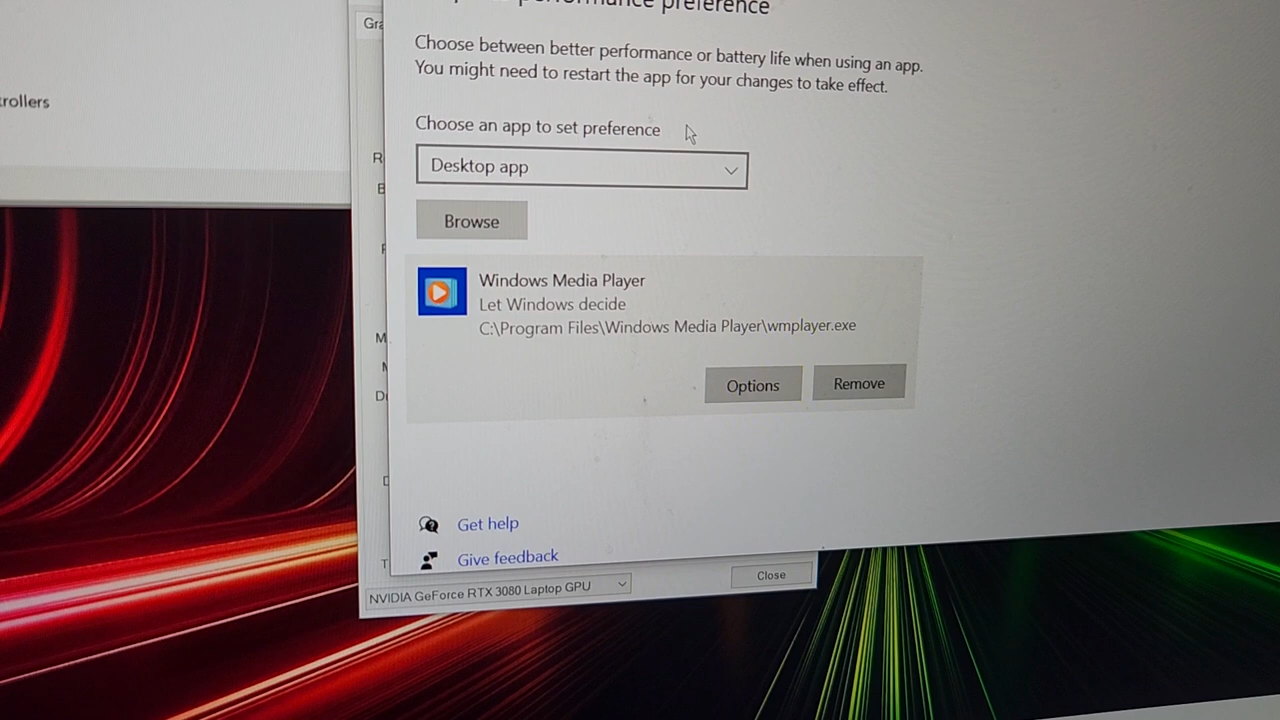 performance preference
Gra
Choose between better performance or battery life when using an app.
You might need to restart the app for your changes to take effect.
trollers
Choose an app to set preference
R
Desktop app
B
Browse
F
Windows Media Player
Let Windows decide
C:\Program Files\Windows Media Player\wmplayer.exe
M
Options
Remove
D
Get help
Give feedback
T
NVIDIA GeForce RTX 3080 Laptop GPU
Close